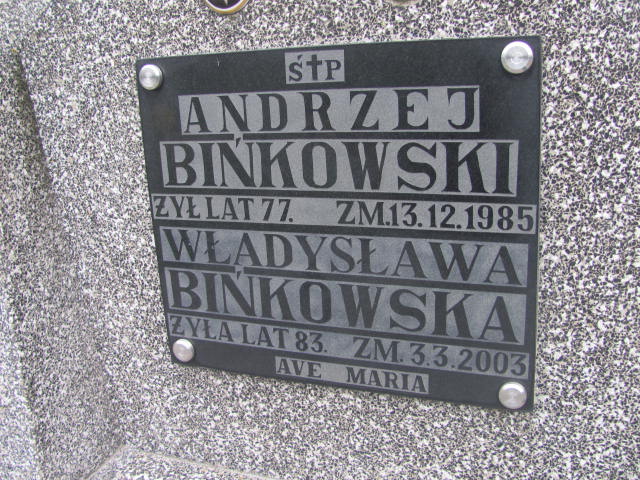 Ś✝P
ANDRZEJ
BIŃKOWSKI
ŻYŁ LAT 77. ZM.13.12.1985
WŁADYSŁAWA
BIŃKOWSKA
ŻYŁA LAT 83. ZM. 3.3.2003
AVE MARIA